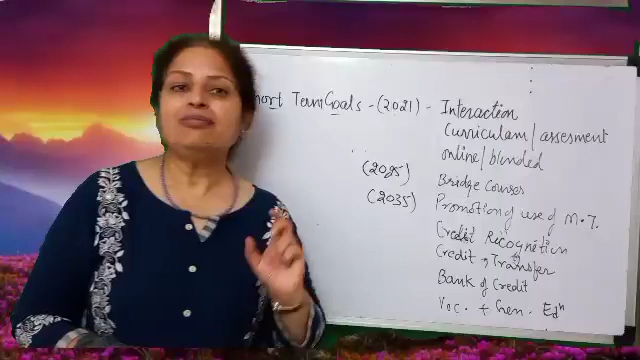 hort Term Goals - (2021) - Interaction
Curriculam/assesment
online/blended
(2025)
Bridge Courses
(2035)
Promotion of use of M.T.
Credit Recognition
Credit Transfer
Bank of Credit
Voc. + Gen. Edⁿ